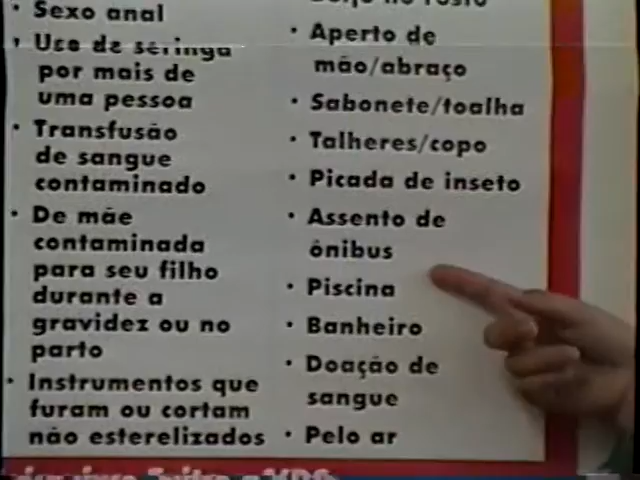 • Sexo anal
• Uso de seringa
por mais de
uma pessoa
• Transfusão
de sangue
contaminado
• De mãe
contaminada
para seu filho
durante a
gravidez ou no
parto
• Instrumentos que
furam ou cortam
não esterelizados
• Aperto de
mão/abraço
• Sabonete/toalha
• Talheres/copo
• Picada de inseto
• Assento de
ônibus
• Piscina
• Banheiro
• Doação de
sangue
• Pelo ar